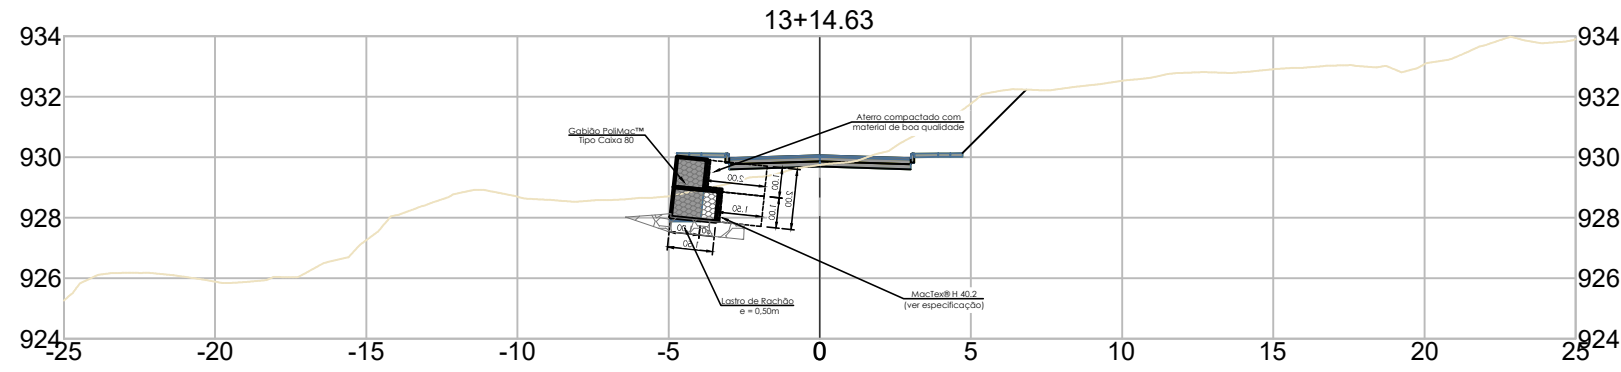 13+14.63
934 934
932 932
Aterro compactado com
material de boa qualidade
Gabião PoliMac™
Tipo Caixa 80
930 930
2.00 1.00 2.00
1.50 1.00
928 928
1.50
926 926
MacTex® H 40.2
(ver especificação)
Lastro de Rachão
e = 0,50m
924 924
-25 -20 -15 -10 -5 0 5 10 15 20 25